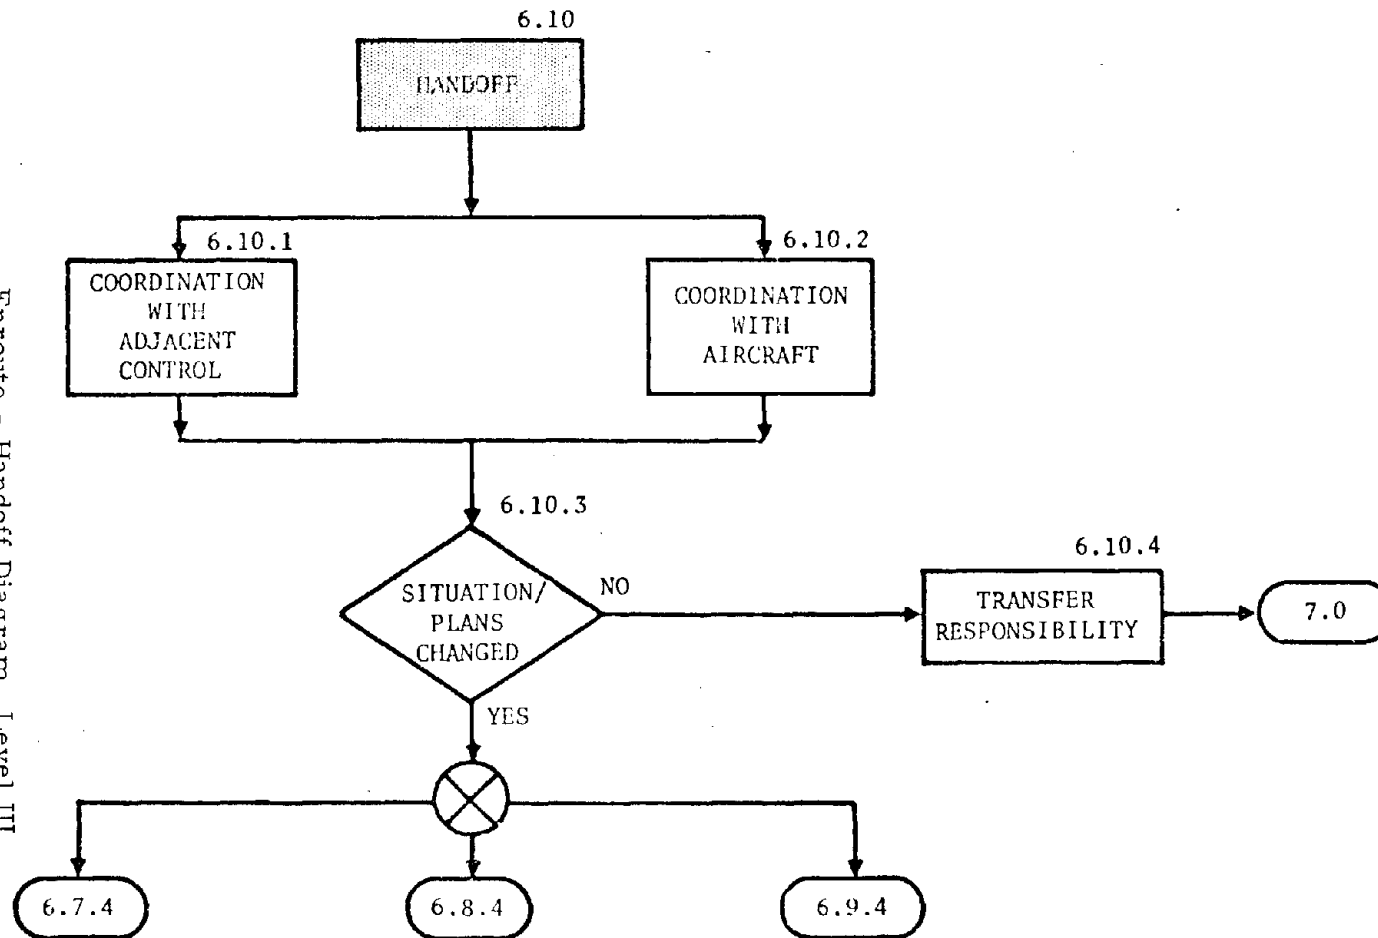 6.10
HANDOFF
6.10.1
COORDINATION
WITH
ADJACENT
CONTROL
6.10.2
COORDINATION
WITH
AIRCRAFT
6.10.3
SITUATION/
PLANS
CHANGED
NO
6.10.4
TRANSFER
RESPONSIBILITY
7.0
YES
6.7.4
6.8.4
6.9.4
Enroute - Handoff Diagram - Level III